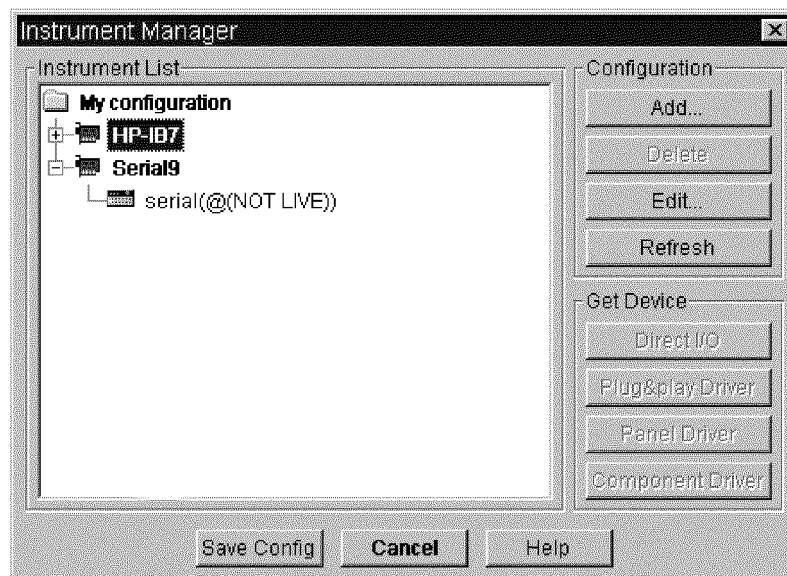 Instrument Manager
Instrument List
My configuration
HP-IB7
Serial9
serial(@(NOT LIVE))
Configuration
Add...
Delete
Edit...
Refresh
Get Device
Direct I/O
Plug&play Driver
Panel Driver
Component Driver
Save Config
Cancel
Help